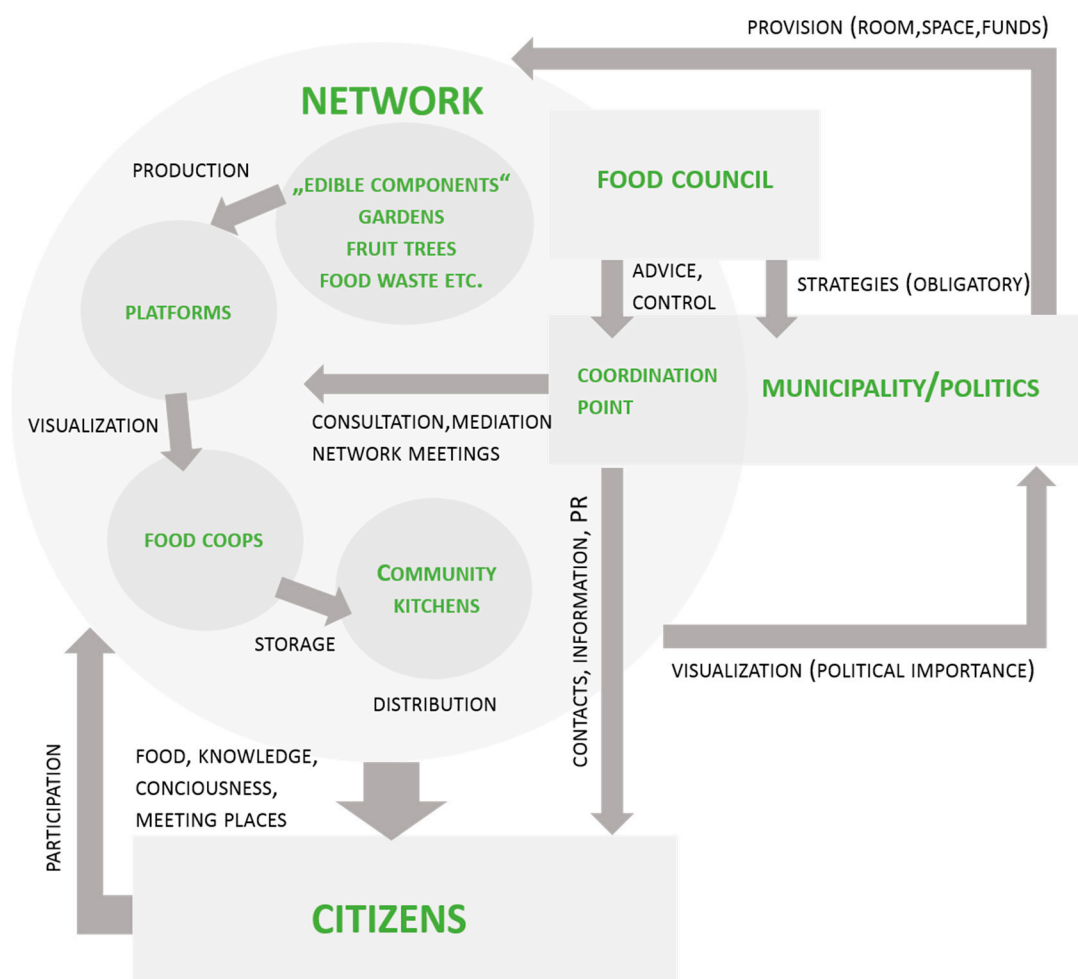 PROVISION (ROOM,SPACE,FUNDS)
NETWORK
PRODUCTION
„EDIBLE COMPONENTS“
GARDENS
FRUIT TREES
FOOD WASTE ETC.
FOOD COUNCIL
ADVICE,
CONTROL
STRATEGIES (OBLIGATORY)
PLATFORMS
COORDINATION
POINT
MUNICIPALITY/POLITICS
VISUALIZATION
CONSULTATION,MEDIATION
NETWORK MEETINGS
FOOD COOPS
COMMUNITY
KITCHENS
STORAGE
CONTACTS, INFORMATION, PR
VISUALIZATION (POLITICAL IMPORTANCE)
DISTRIBUTION
PARTICIPATION
FOOD, KNOWLEDGE,
CONCIOUSNESS,
MEETING PLACES
CITIZENS